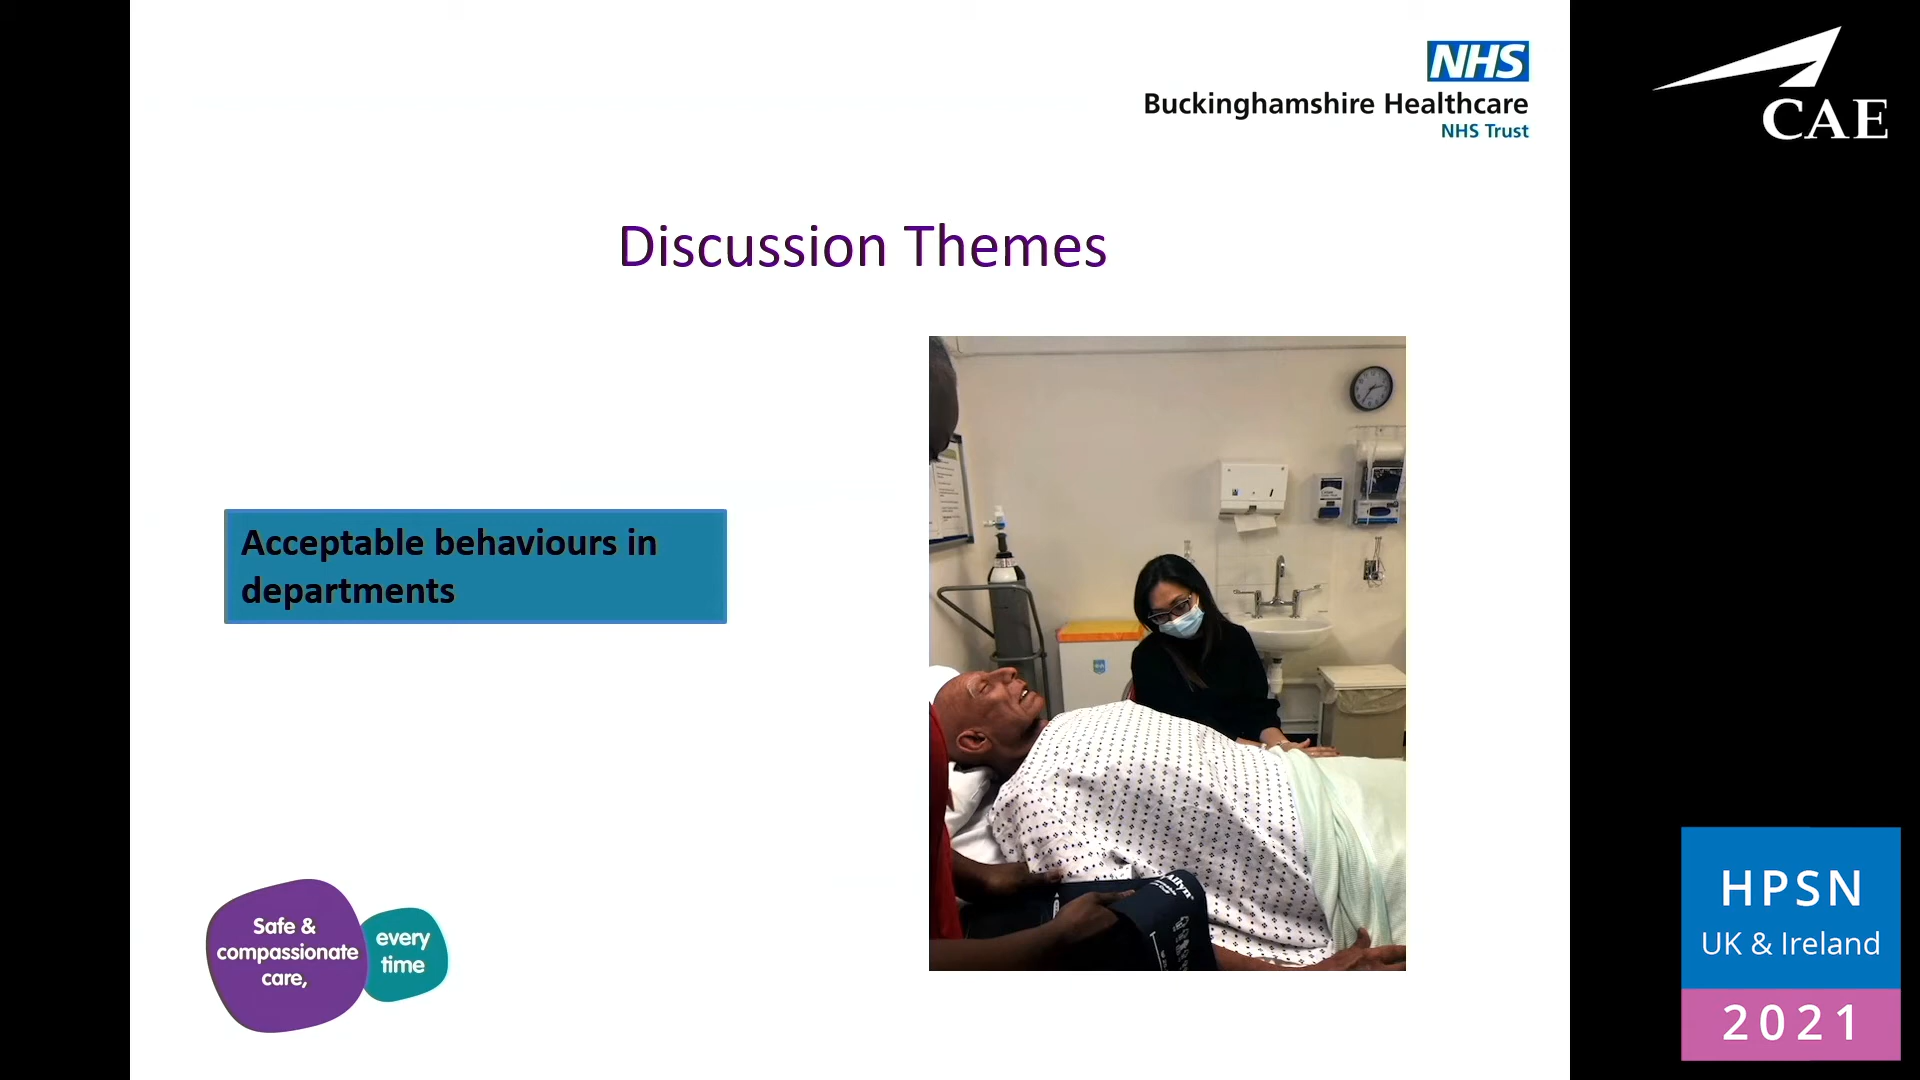 NHS
Buckinghamshire Healthcare
NHS Trust
CAE
Discussion Themes
Acceptable behaviours in
departments
Safe &
compassionate
care,
every
time
HPSN
UK & Ireland
2021